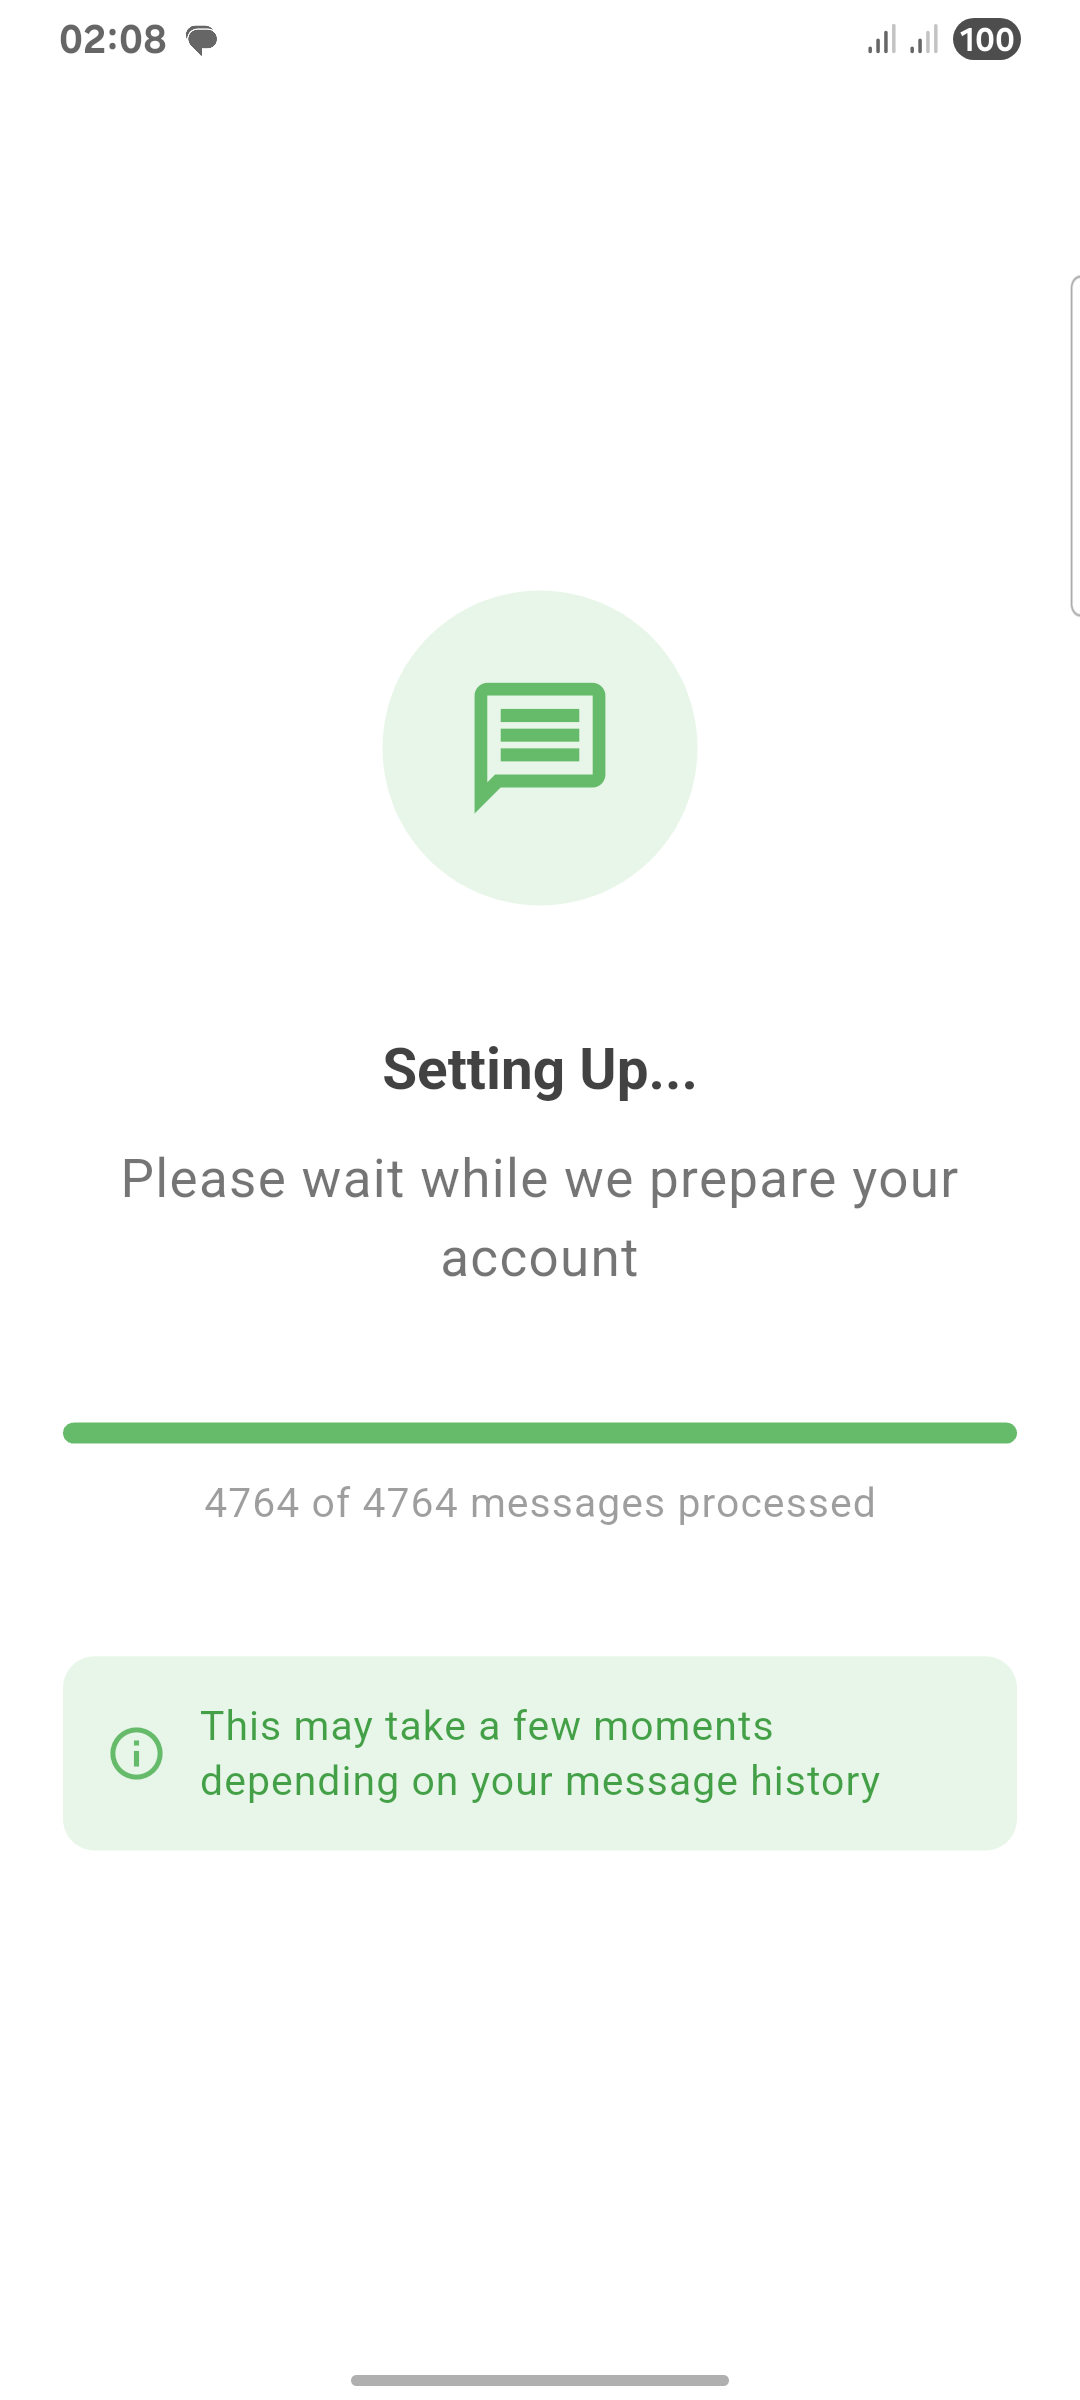 02:08
100
Setting Up...
Please wait while we prepare your
account
4764 of 4764 messages processed
This may take a few moments
depending on your message history